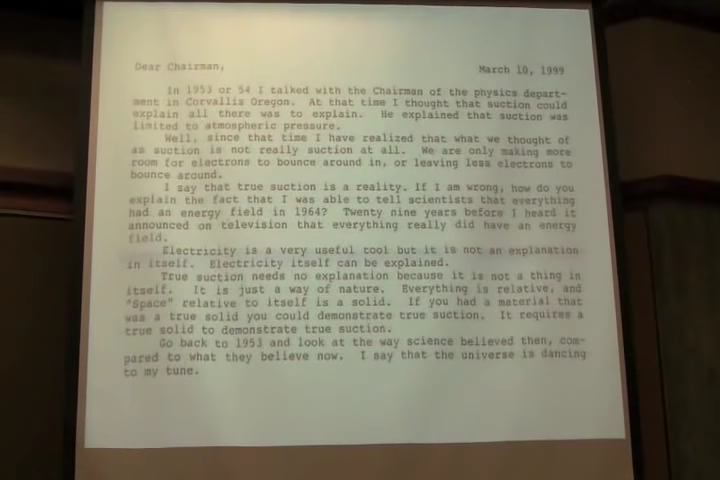 Dear Chairman, March 10, 1999
In 1953 or 54 I talked with the Chairman of the physics depart-
ment in Corvallis Oregon. At that time I thought that suction could
explain all there was to explain. He explained that suction was
limited to atmospheric pressure.
Well, since that time I have realized that what we thought of
as suction is not really suction at all. We are only making more
room for electrons to bounce around in, or leaving less electrons to
bounce around.
I say that true suction is a reality. If I am wrong, how do you
explain the fact that I was able to tell scientists that everything
had an energy field in 1964? Twenty nine years before I heard it
announced on television that everything really did have an energy
field.
Electricity is a very useful tool but it is not an explanation
in itself. Electricity itself can be explained.
True suction needs no explanation because it is not a thing in
itself. It is just a way of nature. Everything is relative, and
"Space" relative to itself is a solid. If you had a material that
was a true solid you could demonstrate true suction. It requires a
true solid to demonstrate true suction.
Go back to 1953 and look at the way science believed then, com-
pared to what they believe now. I say that the universe is dancing
to my tune.